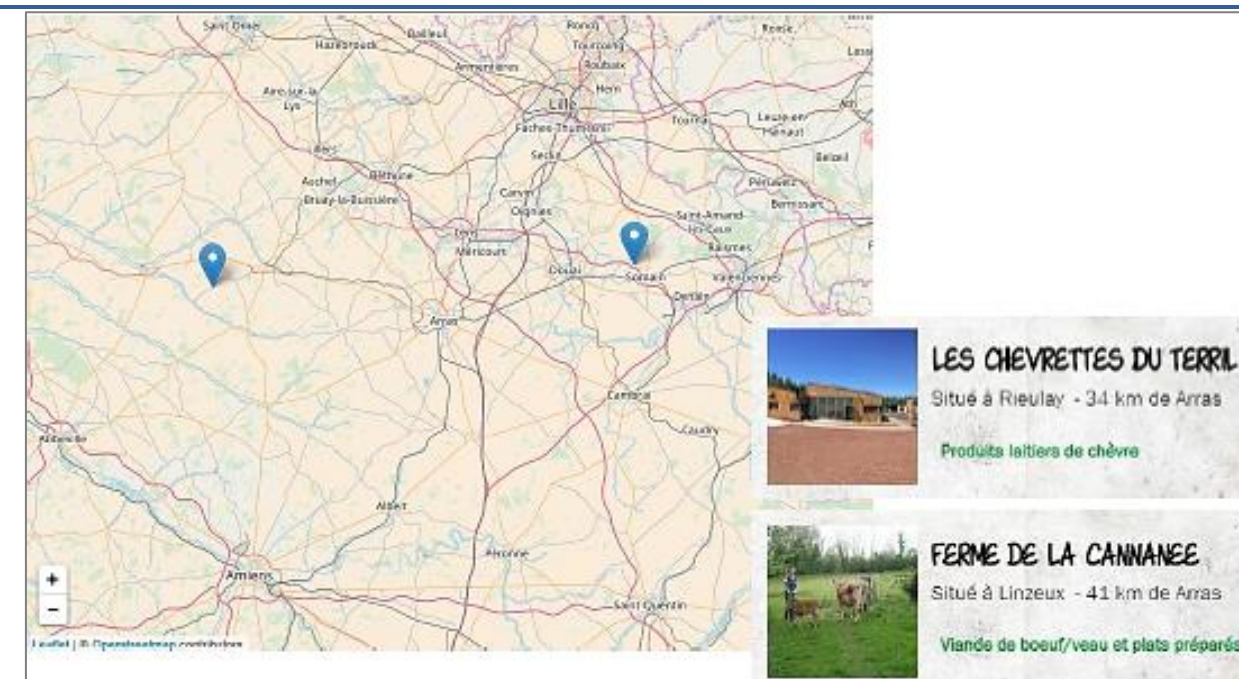 Saint Omer
Hazebrouck
Bailleul
Roncq
Tourcoing
Roubaix
Hem
Armentières
Lille
Faches-Thumesnil
Seclin
Tournai
Leuze-en-
Hainaut
Ath
Beloeil
Péruwelz
Bernissart
Aire-sur-la
Lys
Béthune
Bruay-la-Buissière
Carvin
Oignies
Lens
Méricourt
Douai
Somain
Saint-Amand-
les-Eaux
Raismes
Valenciennes
Denain
Arras
Cambrai
Caudry
Abbeville
Albert
Péronne
Amiens
Saint Quentin
+
−
Leaflet | © Openstreetmap contributors
LES CHEVRETTES DU TERRIL
Situé à Rieulay - 34 km de Arras
Produits laitiers de chèvre
FERME DE LA CANNANEE
Situé à Linzeux - 41 km de Arras
Viande de boeuf/veau et plats préparés